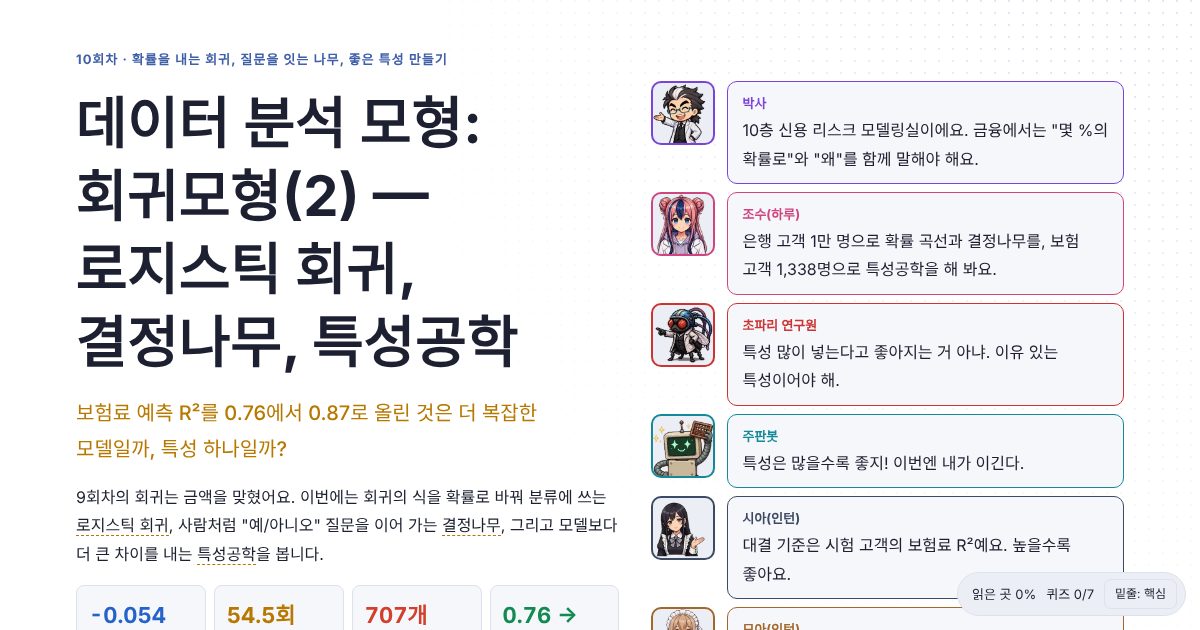 10회차 · 확률을 내는 회귀, 질문을 잇는 나무, 좋은 특성 만들기
데이터 분석 모형:
회귀모형(2) —
로지스틱 회귀,
결정나무, 특성공학
보험료 예측 R²를 0.76에서 0.87로 올린 것은 더 복잡한
모델일까, 특성 하나일까?
9회차의 회귀는 금액을 맞혔어요. 이번에는 회귀의 식을 확률로 바꿔 분류에 쓰는
로지스틱 회귀, 사람처럼 "예/아니오" 질문을 이어 가는 결정나무, 그리고 모델보다
더 큰 차이를 내는 특성공학을 봅니다.
-0.054
54.5회
707개
0.76 →
박사
10층 신용 리스크 모델링실이에요. 금융에서는 "몇 %의
확률로"와 "왜"를 함께 말해야 해요.
조수(하루)
은행 고객 1만 명으로 확률 곡선과 결정나무를, 보험
고객 1,338명으로 특성공학을 해 봐요.
초파리 연구원
특성 많이 넣는다고 좋아지는 거 아냐. 이유 있는
특성이어야 해.
주판봇
특성은 많을수록 좋지! 이번엔 내가 이긴다.
시아(인턴)
대결 기준은 시험 고객의 보험료 R²예요. 높을수록
좋아요.
모아(인턴)
읽은 곳 0% 퀴즈 0/7 밑줄: 핵심